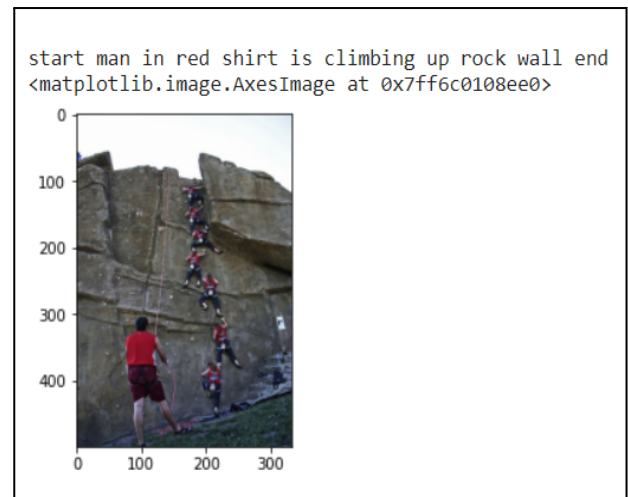 start man in red shirt is climbing up rock wall end
<matplotlib.image.AxesImage at 0x7ff6c0108ee0>
0
100
200
300
400
0 100 200 300